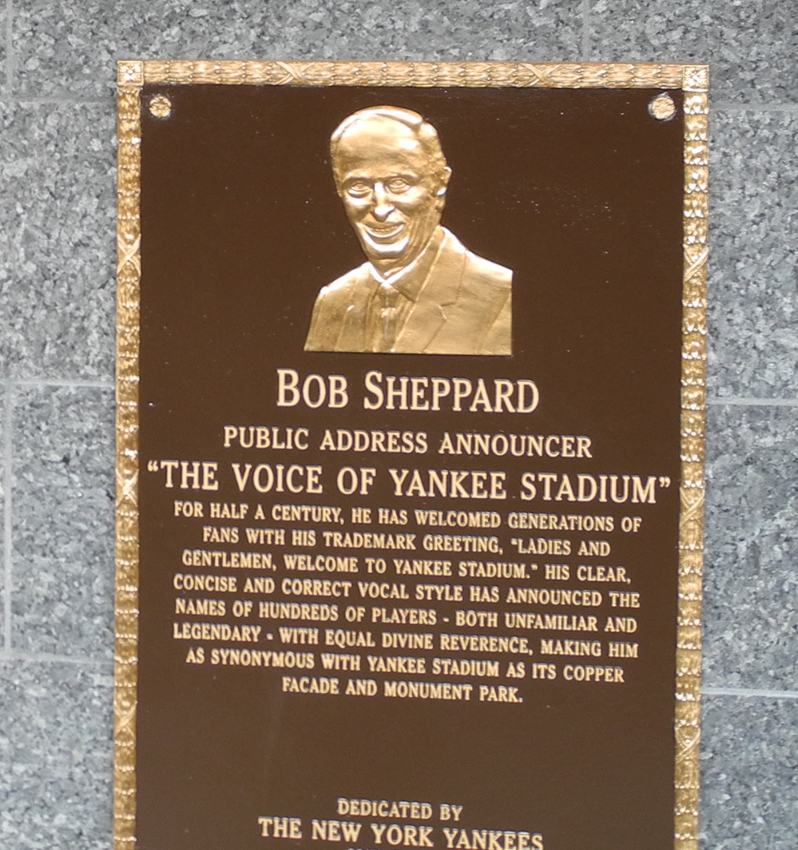 BOB SHEPPARD
PUBLIC ADDRESS ANNOUNCER
"THE VOICE OF YANKEE STADIUM"
FOR HALF A CENTURY, HE HAS WELCOMED GENERATIONS OF
FANS WITH HIS TRADEMARK GREETING, "LADIES AND
GENTLEMEN, WELCOME TO YANKEE STADIUM." HIS CLEAR,
CONCISE AND CORRECT VOCAL STYLE HAS ANNOUNCED THE
NAMES OF HUNDREDS OF PLAYERS - BOTH UNFAMILIAR AND
LEGENDARY - WITH EQUAL DIVINE REVERENCE, MAKING HIM
AS SYNONYMOUS WITH YANKEE STADIUM AS ITS COPPER
FACADE AND MONUMENT PARK.
DEDICATED BY
THE NEW YORK YANKEES